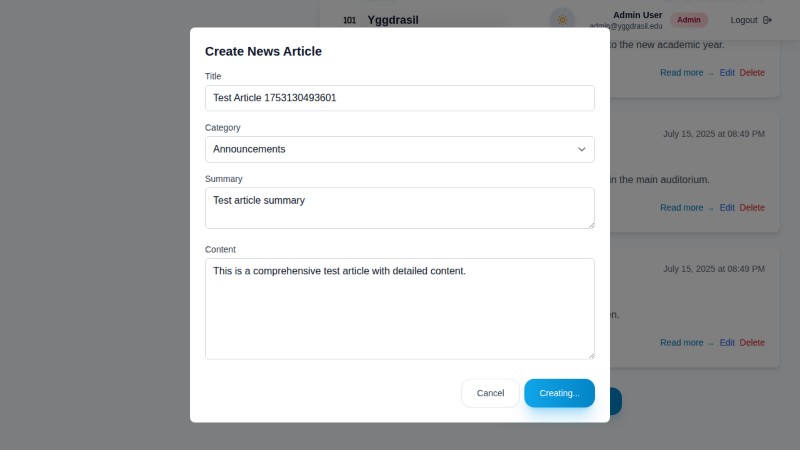 101 Yggdrasil
Admin User
admin@yggdrasil.edu
Admin
Logout
to the new academic year.
Read more → Edit Delete
July 15, 2025 at 08:49 PM
in the main auditorium.
Read more → Edit Delete
July 15, 2025 at 08:49 PM
en.
Read more → Edit Delete
Create News Article
Title
Test Article 1753130493601
Category
Announcements
Summary
Test article summary
Content
This is a comprehensive test article with detailed content.
Cancel
Creating...